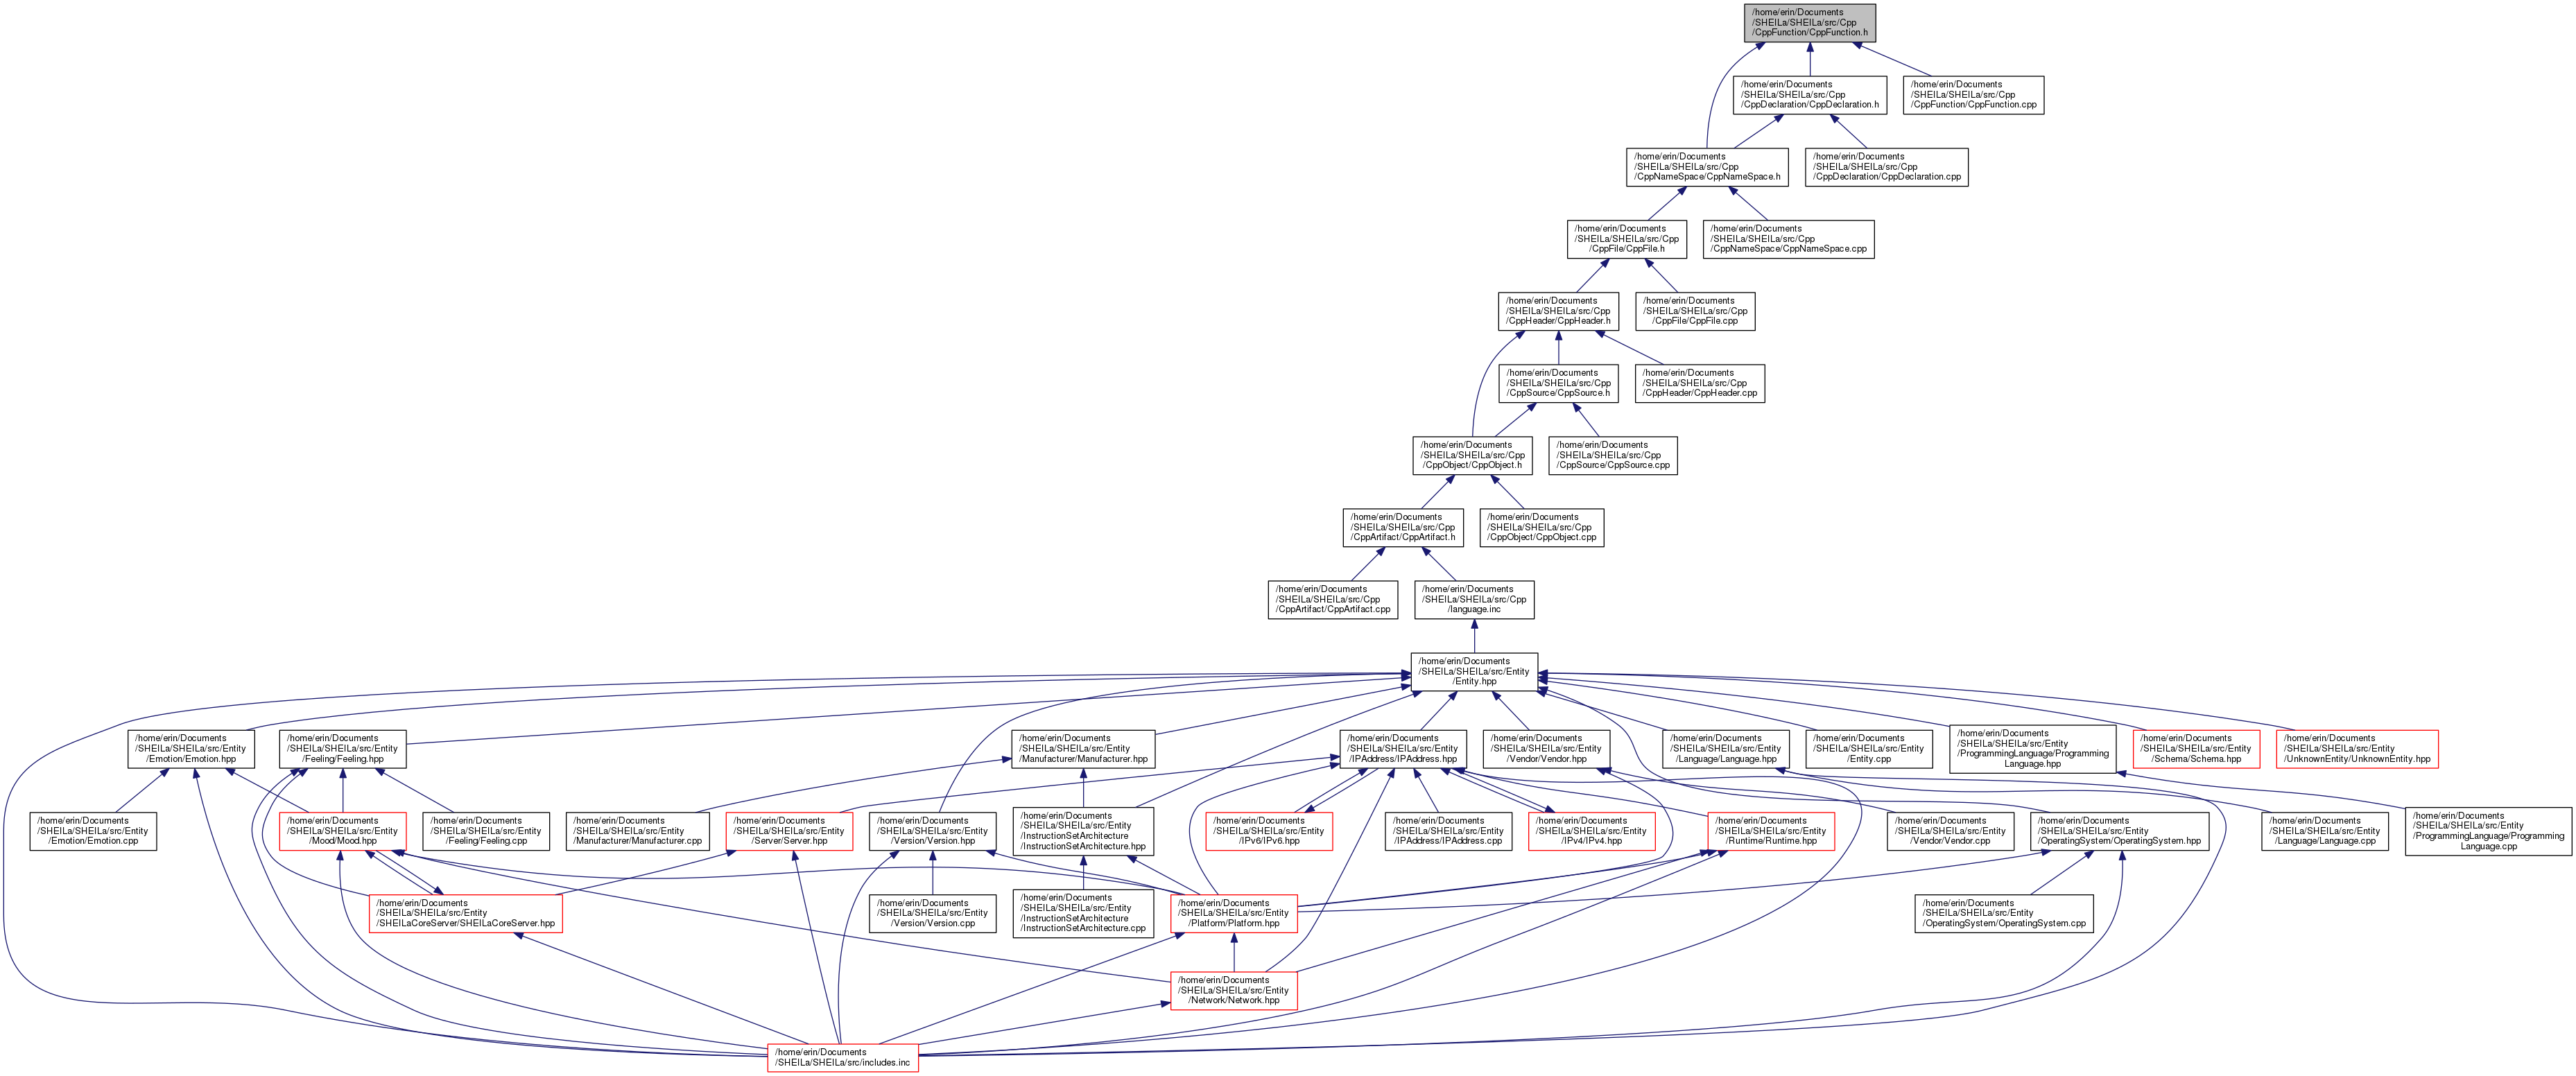 /home/erin/Documents
/SHEILa/SHEILa/src/Cpp
/CppFunction/CppFunction.h
/home/erin/Documents
/SHEILa/SHEILa/src/Cpp
/CppDeclaration/CppDeclaration.h
/home/erin/Documents
/SHEILa/SHEILa/src/Cpp
/CppFunction/CppFunction.cpp
/home/erin/Documents
/SHEILa/SHEILa/src/Cpp
/CppNameSpace/CppNameSpace.h
/home/erin/Documents
/SHEILa/SHEILa/src/Cpp
/CppDeclaration/CppDeclaration.cpp
/home/erin/Documents
/SHEILa/SHEILa/src/Cpp
/CppFile/CppFile.h
/home/erin/Documents
/SHEILa/SHEILa/src/Cpp
/CppNameSpace/CppNameSpace.cpp
/home/erin/Documents
/SHEILa/SHEILa/src/Cpp
/CppHeader/CppHeader.h
/home/erin/Documents
/SHEILa/SHEILa/src/Cpp
/CppFile/CppFile.cpp
/home/erin/Documents
/SHEILa/SHEILa/src/Cpp
/CppSource/CppSource.h
/home/erin/Documents
/SHEILa/SHEILa/src/Cpp
/CppHeader/CppHeader.cpp
/home/erin/Documents
/SHEILa/SHEILa/src/Cpp
/CppObject/CppObject.h
/home/erin/Documents
/SHEILa/SHEILa/src/Cpp
/CppSource/CppSource.cpp
/home/erin/Documents
/SHEILa/SHEILa/src/Cpp
/CppArtifact/CppArtifact.h
/home/erin/Documents
/SHEILa/SHEILa/src/Cpp
/CppObject/CppObject.cpp
/home/erin/Documents
/SHEILa/SHEILa/src/Cpp
/CppArtifact/CppArtifact.cpp
/home/erin/Documents
/SHEILa/SHEILa/src/Cpp
/language.inc
/home/erin/Documents
/SHEILa/SHEILa/src/Entity
/Entity.hpp
/home/erin/Documents
/SHEILa/SHEILa/src/Entity
/Emotion/Emotion.hpp
/home/erin/Documents
/SHEILa/SHEILa/src/Entity
/Feeling/Feeling.hpp
/home/erin/Documents
/SHEILa/SHEILa/src/Entity
/Manufacturer/Manufacturer.hpp
/home/erin/Documents
/SHEILa/SHEILa/src/Entity
/IPAddress/IPAddress.hpp
/home/erin/Documents
/SHEILa/SHEILa/src/Entity
/Vendor/Vendor.hpp
/home/erin/Documents
/SHEILa/SHEILa/src/Entity
/Language/Language.hpp
/home/erin/Documents
/SHEILa/SHEILa/src/Entity
/Entity.cpp
/home/erin/Documents
/SHEILa/SHEILa/src/Entity
/ProgrammingLanguage/Programming
Language.hpp
/home/erin/Documents
/SHEILa/SHEILa/src/Entity
/Schema/Schema.hpp
/home/erin/Documents
/SHEILa/SHEILa/src/Entity
/UnknownEntity/UnknownEntity.hpp
/home/erin/Documents
/SHEILa/SHEILa/src/Entity
/Emotion/Emotion.cpp
/home/erin/Documents
/SHEILa/SHEILa/src/Entity
/Mood/Mood.hpp
/home/erin/Documents
/SHEILa/SHEILa/src/Entity
/Feeling/Feeling.cpp
/home/erin/Documents
/SHEILa/SHEILa/src/Entity
/Manufacturer/Manufacturer.cpp
/home/erin/Documents
/SHEILa/SHEILa/src/Entity
/Server/Server.hpp
/home/erin/Documents
/SHEILa/SHEILa/src/Entity
/Version/Version.hpp
/home/erin/Documents
/SHEILa/SHEILa/src/Entity
/InstructionSetArchitecture
/InstructionSetArchitecture.hpp
/home/erin/Documents
/SHEILa/SHEILa/src/Entity
/IPv6/IPv6.hpp
/home/erin/Documents
/SHEILa/SHEILa/src/Entity
/IPAddress/IPAddress.cpp
/home/erin/Documents
/SHEILa/SHEILa/src/Entity
/IPv4/IPv4.hpp
/home/erin/Documents
/SHEILa/SHEILa/src/Entity
/Runtime/Runtime.hpp
/home/erin/Documents
/SHEILa/SHEILa/src/Entity
/Vendor/Vendor.cpp
/home/erin/Documents
/SHEILa/SHEILa/src/Entity
/OperatingSystem/OperatingSystem.hpp
/home/erin/Documents
/SHEILa/SHEILa/src/Entity
/Language/Language.cpp
/home/erin/Documents
/SHEILa/SHEILa/src/Entity
/ProgrammingLanguage/Programming
Language.cpp
/home/erin/Documents
/SHEILa/SHEILa/src/Entity
/SHEILaCoreServer/SHEILaCoreServer.hpp
/home/erin/Documents
/SHEILa/SHEILa/src/Entity
/Version/Version.cpp
/home/erin/Documents
/SHEILa/SHEILa/src/Entity
/InstructionSetArchitecture
/InstructionSetArchitecture.cpp
/home/erin/Documents
/SHEILa/SHEILa/src/Entity
/Platform/Platform.hpp
/home/erin/Documents
/SHEILa/SHEILa/src/Entity
/OperatingSystem/OperatingSystem.cpp
/home/erin/Documents
/SHEILa/SHEILa/src/Entity
/Network/Network.hpp
/home/erin/Documents
/SHEILa/SHEILa/src/includes.inc